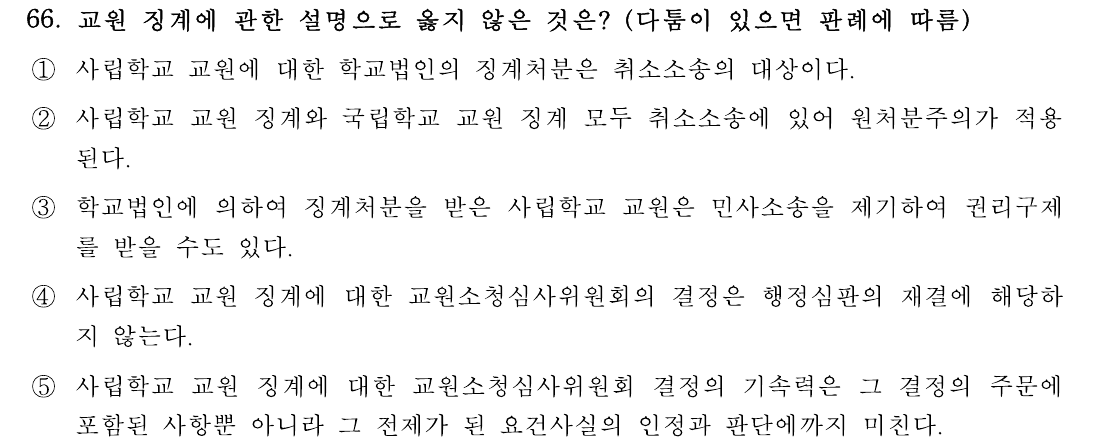 66. 교원 징계에 관한 설명으로 옳지 않은 것은? (다툼이 있으면 판례에 따름)
① 사립학교 교원에 대한 학교법인의 징계처분은 취소소송의 대상이다.
② 사립학교 교원 징계와 국립학교 교원 징계 모두 취소소송에 있어 원처분주의가 적용
된다.
③ 학교법인에 의하여 징계처분을 받은 사립학교 교원은 민사소송을 제기하여 권리구제
를 받을 수도 있다.
④ 사립학교 교원 징계에 대한 교원소청심사위원회의 결정은 행정심판의 재결에 해당하
지 않는다.
⑤ 사립학교 교원 징계에 대한 교원소청심사위원회 결정의 기속력은 그 결정의 주문에
포함된 사항뿐 아니라 그 전제가 된 요건사실의 인정과 판단에까지 미친다.